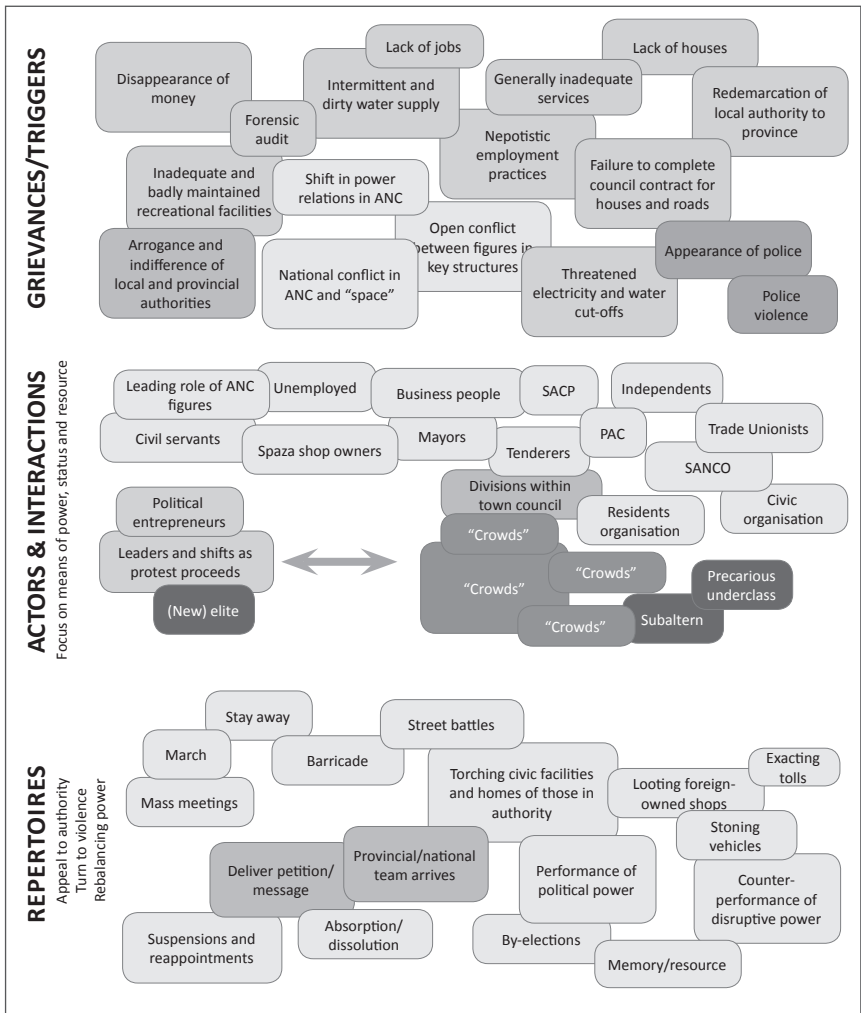 GRIEVANCES/TRIGGERS
Lack of jobs
Lack of houses
Disappearance of
money
Intermittent and
dirty water supply
Generally inadequate
services
Redemarcation of
local authority to
province
Forensic
audit
Nepotistic
employment
practices
Failure to complete
council contract for
houses and roads
Inadequate and
badly maintained
recreational facilities
Shift in power
relations in ANC
Open conflict
between figures in
key structures
Arrogance and
indifference of
local and provincial
authorities
National conflict in
ANC and “space”
Threatened
electricity and water
cut-offs
Appearance of police
Police
violence
ACTORS & INTERACTIONS
Focus on means of power, status and resource
Leading role of ANC
figures
Unemployed
Business people
SACP
Independents
Civil servants
Spaza shop owners
Mayors
Tenderers
PAC
Trade Unionists
SANCO
Divisions within
town council
Residents
organisation
Civic
organisation
Political
entrepreneurs
Leaders and shifts as
protest proceeds
(New) elite
“Crowds”
“Crowds”
“Crowds”
“Crowds”
Subaltern
Precarious
underclass
REPERTOIRES
Appeal to authority
Turn to violence
Rebalancing power
Stay away
Street battles
March
Barricade
Mass meetings
Torching civic facilities
and homes of those in
authority
Looting foreign-
owned shops
Exacting
tolls
Stoning
vehicles
Deliver petition/
message
Provincial/national
team arrives
Performance of
political power
Counter-
performance of
disruptive power
Suspensions and
reappointments
Absorption/
dissolution
By-elections
Memory/resource